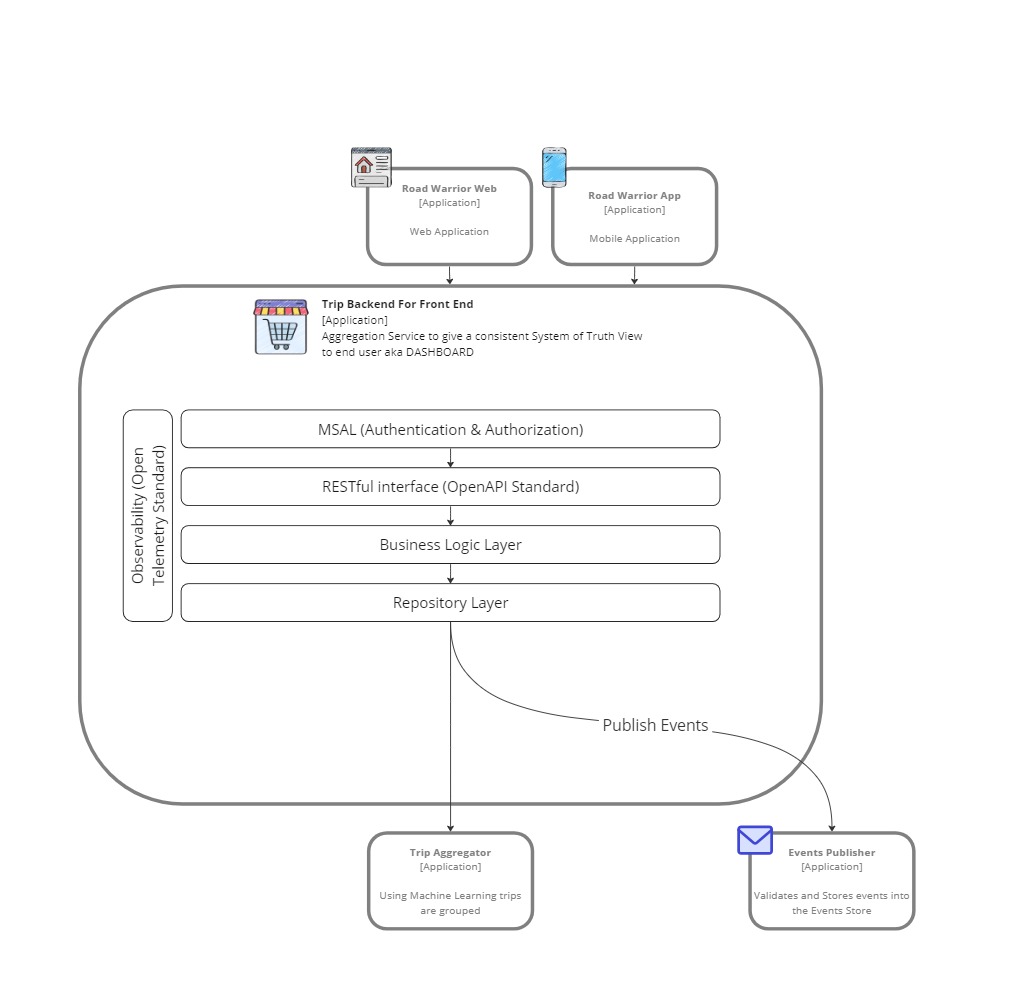 Road Warrior Web
[Application]
Web Application
Road Warrior App
[Application]
Mobile Application
Trip Backend For Front End
[Application]
Aggregation Service to give a consistent System of Truth View
to end user aka DASHBOARD
Observability (Open
Telemetry Standard)
MSAL (Authentication & Authorization)
RESTful interface (OpenAPI Standard)
Business Logic Layer
Repository Layer
Publish Events
Trip Aggregator
[Application]
Using Machine Learning trips
are grouped
Events Publisher
[Application]
Validates and Stores events into
the Events Store